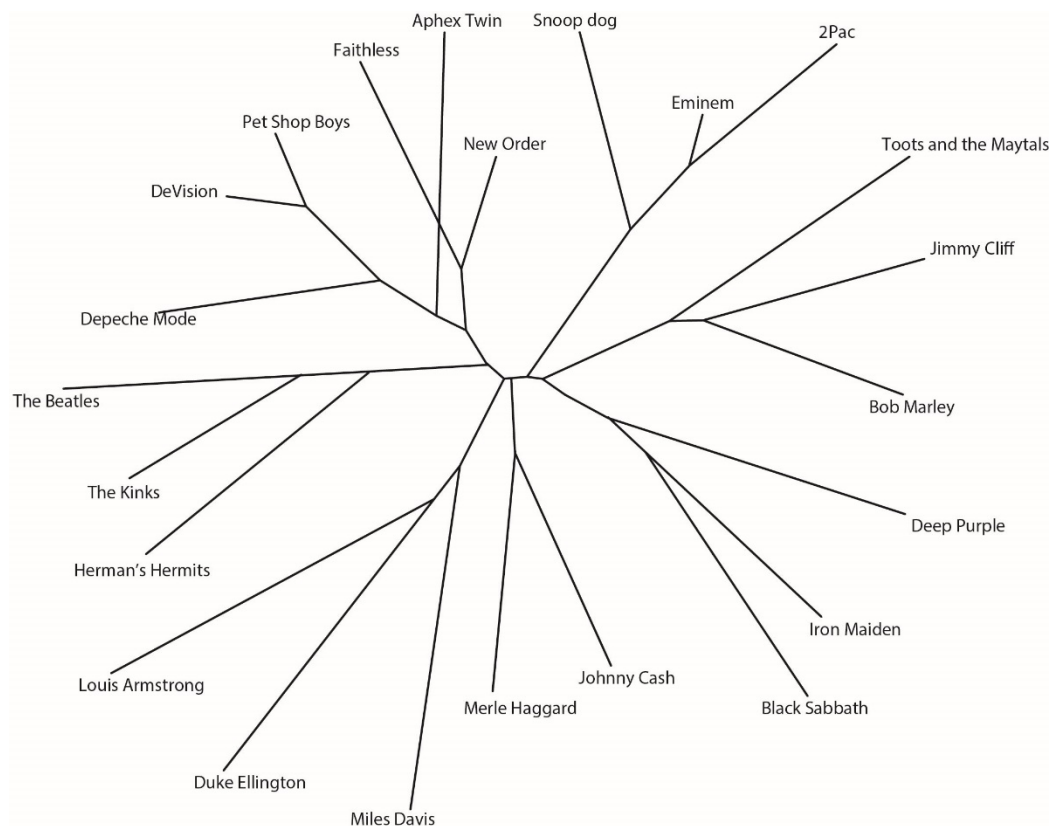 Aphex Twin
Snoop dog
2Pac
Faithless
Eminem
Pet Shop Boys
New Order
Toots and the Maytals
DeVision
Jimmy Cliff
Depeche Mode
The Beatles
Bob Marley
The Kinks
Deep Purple
Herman's Hermits
Iron Maiden
Johnny Cash
Louis Armstrong
Merle Haggard
Black Sabbath
Duke Ellington
Miles Davis